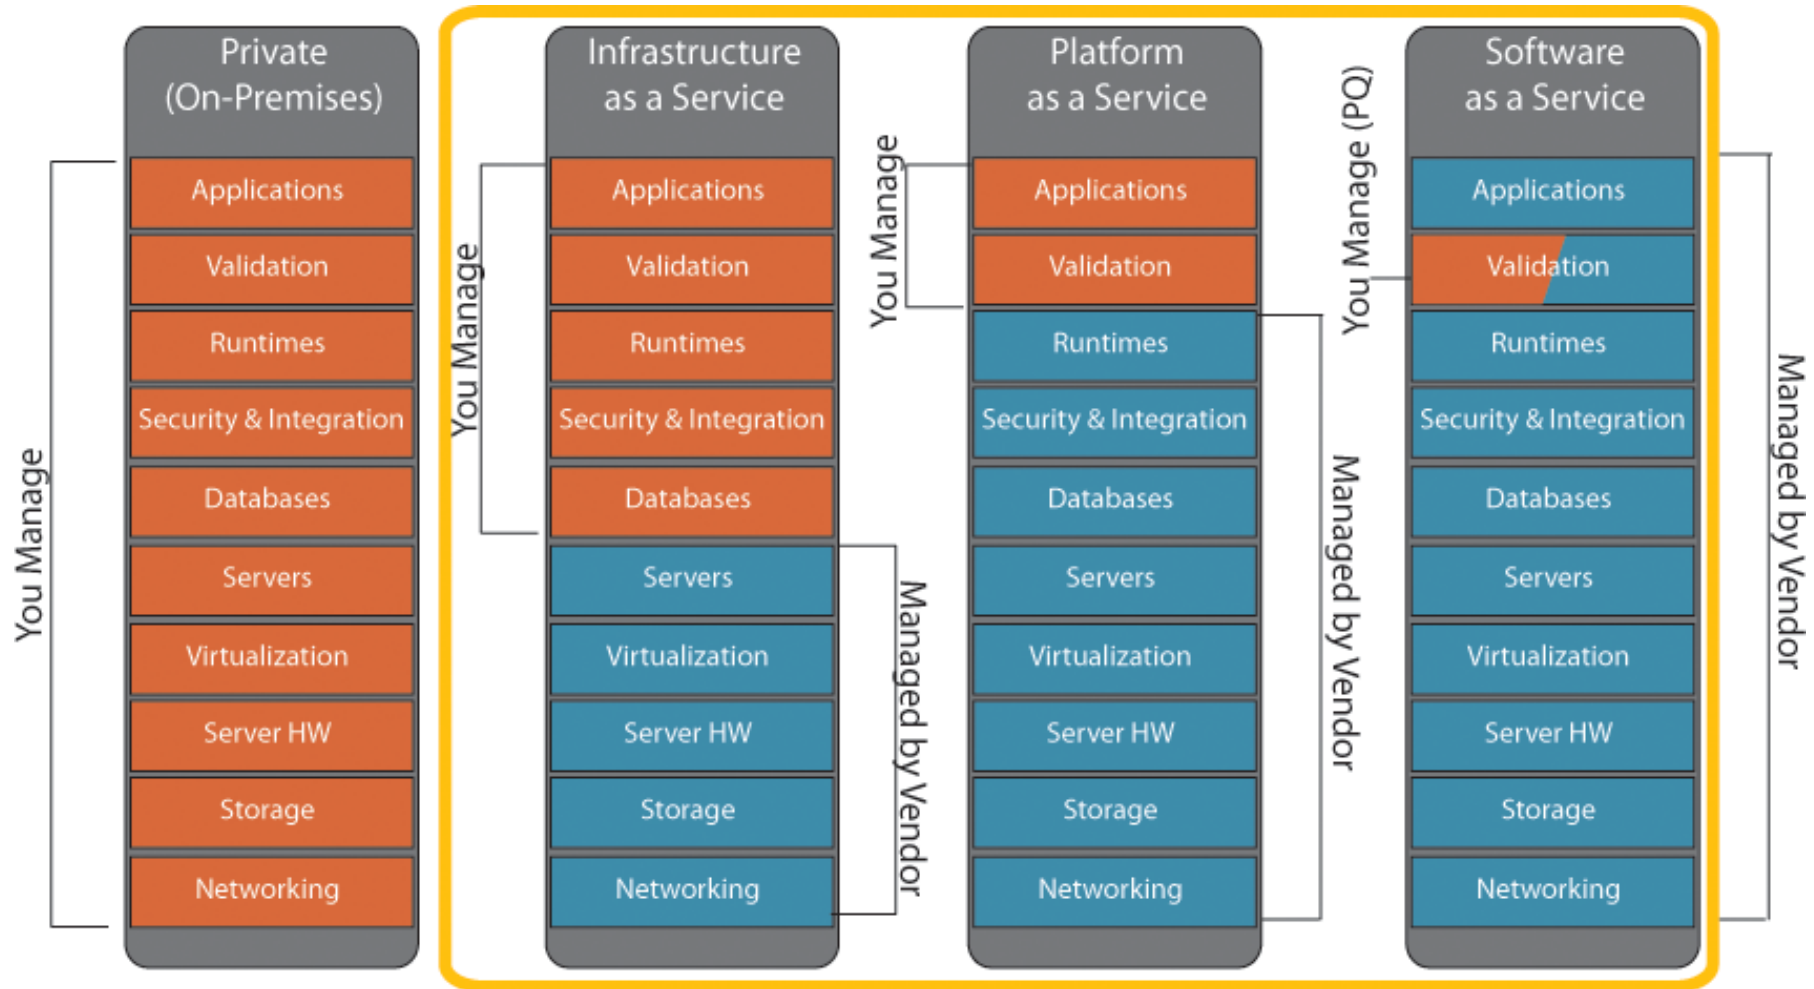 Private
(On-Premises)
You Manage
Applications
Validation
Runtimes
Security & Integration
Databases
Servers
Virtualization
Server HW
Storage
Networking
Infrastructure
as a Service
You Manage
Applications
Validation
Runtimes
Security & Integration
Databases
Servers
Virtualization
Server HW
Storage
Networking
Managed by Vendor
Platform
as a Service
You Manage
Applications
Validation
Runtimes
Security & Integration
Databases
Servers
Virtualization
Server HW
Storage
Networking
Managed by Vendor
Software
as a Service
You Manage (PQ)
Applications
Validation
Runtimes
Security & Integration
Databases
Servers
Virtualization
Server HW
Storage
Networking
Managed by Vendor